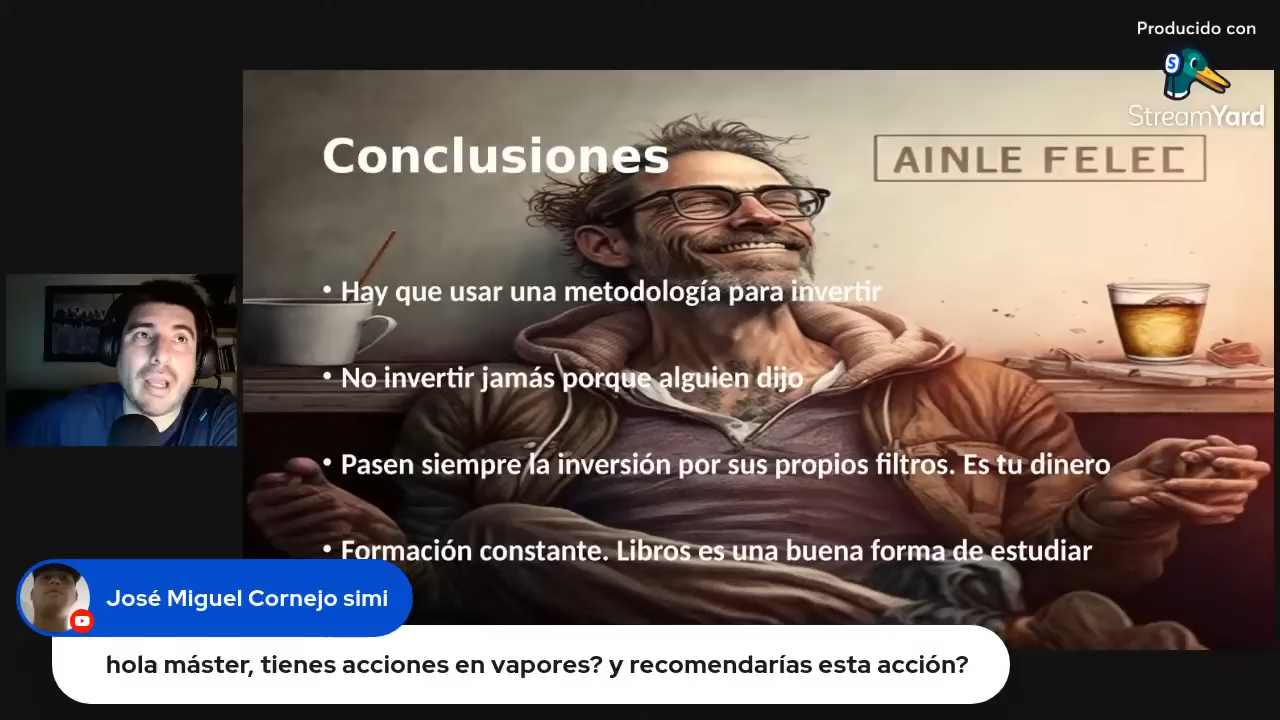 Producido con
StreamYard
Conclusiones
AINLE FELEC
• Hay que usar una metodología para invertir
• No invertir jamás porque alguien dijo
• Pasen siempre la inversión por sus propios filtros. Es tu dinero
• Formación constante. Libros es una buena forma de estudiar
José Miguel Cornejo simi
hola máster, tienes acciones en vapores? y recomendarías esta acción?